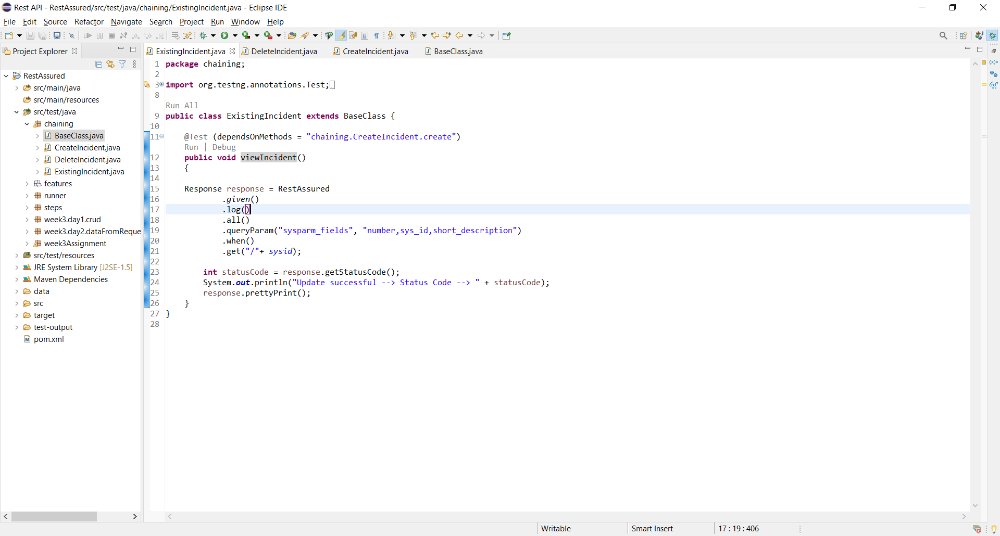 Rest API - RestAssured/src/test/java/chaining/ExistingIncident.java - Eclipse IDE
File Edit Source Refactor Navigate Search Project Run Window Help
Project Explorer
ExistingIncident.java DeleteIncident.java CreateIncident.java BaseClass.java
RestAssured
src/main/java
src/main/resources
src/test/java
chaining
BaseClass.java
CreateIncident.java
DeleteIncident.java
ExistingIncident.java
features
runner
steps
week3.day1.crud
week3.day2.dataFromReque
week3Assignment
src/test/resources
JRE System Library [J2SE-1.5]
Maven Dependencies
data
src
target
test-output
pom.xml
1 package chaining;
2
3 import org.testng.annotations.Test;
8
Run All
9 public class ExistingIncident extends BaseClass {
10
11 @Test (dependsOnMethods = "chaining.CreateIncident.create")
Run | Debug
12 public void viewIncident()
13 {
14
15 Response response = RestAssured
16 .given()
17 .log()
18 .all()
19 .queryParam("sysparm_fields", "number,sys_id,short_description")
20 .when()
21 .get("/"+ sysid);
22
23 int statusCode = response.getStatusCode();
24 System.out.println("Update successful --> Status Code --> " + statusCode);
25 response.prettyPrint();
26 }
27 }
28
Writable Smart Insert 17 : 19 : 406